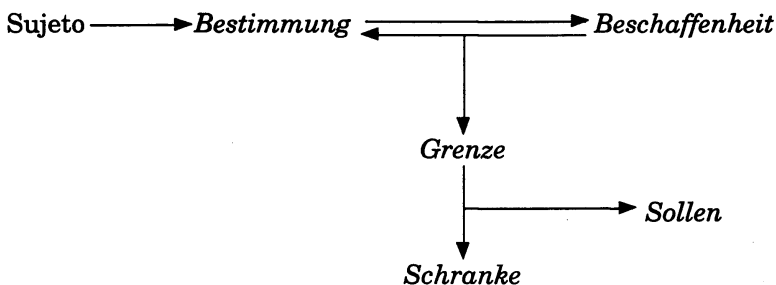 Sujeto Bestimmung Beschaffenheit
Grenze
Sollen
Schranke